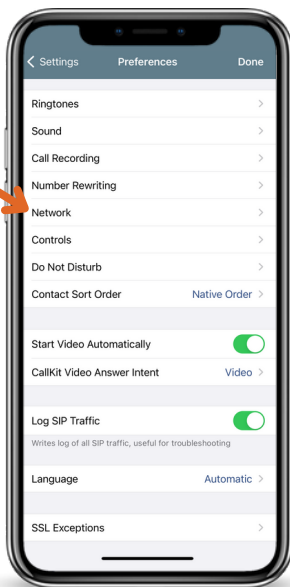 Settings Preferences Done
Ringtones
Sound
Call Recording
Number Rewriting
Network
Controls
Do Not Disturb
Contact Sort Order Native Order
Start Video Automatically
CallKit Video Answer Intent Video
Log SIP Traffic
Writes log of all SIP traffic, useful for troubleshooting
Language Automatic
SSL Exceptions